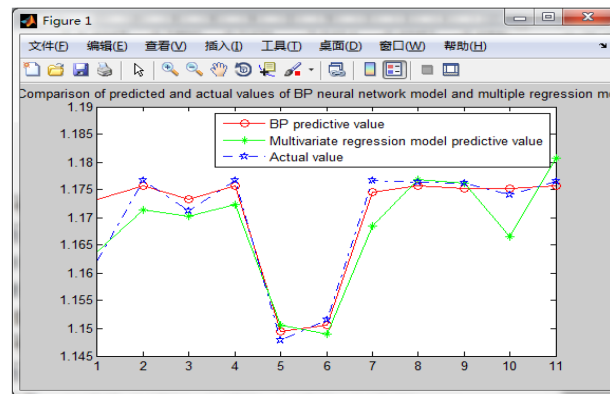 Figure 1
文件(F) 编辑(E) 查看(V) 插入(I) 工具(T) 桌面(D) 窗口(W) 帮助(H)
Comparison of predicted and actual values of BP neural network model and multiple regression m
1.19
1.185
1.18
1.175
1.17
1.165
1.16
1.155
1.15
1.145
BP predictive value
Multivariate regression model predictive value
Actual value
1 2 3 4 5 6 7 8 9 10 11